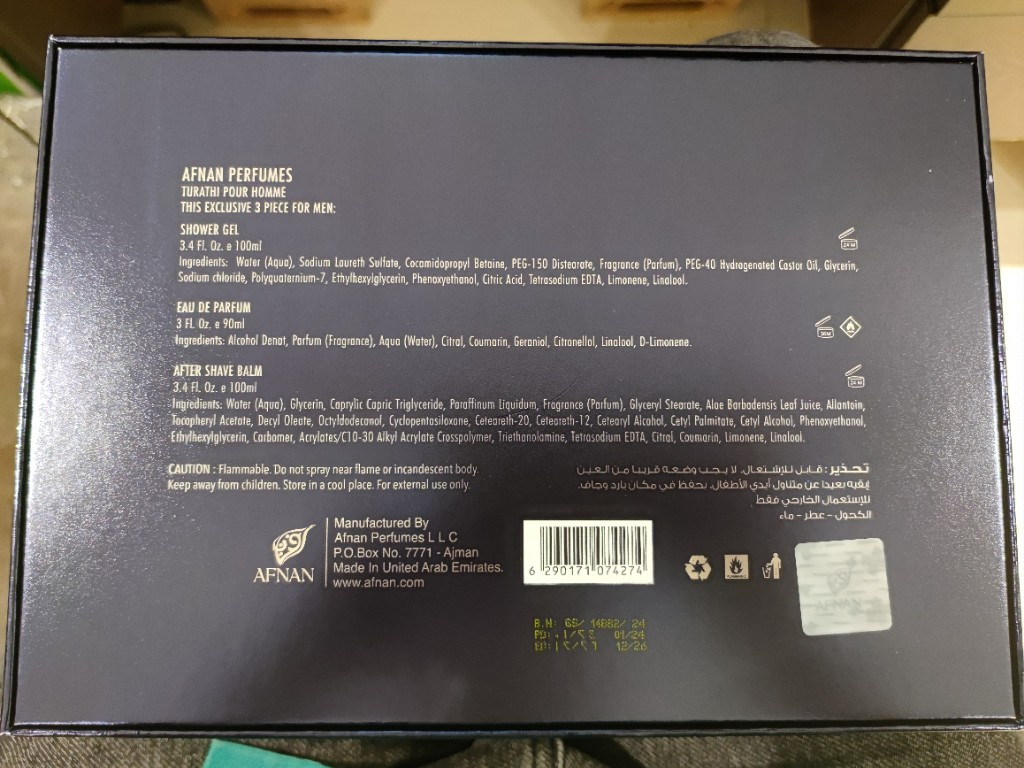 AFNAN PERFUMES
TURATHI POUR HOMME
THIS EXCLUSIVE 3 PIECE FOR MEN:
SHOWER GEL
3.4 Fl. Oz. e 100ml
24 M
Ingredients: Water (Aqua), Sodium Laureth Sulfate, Cocamidopropyl Betaine, PEG-150 Distearate, Fragrance (Parfum), PEG-40 Hydrogenated Castor Oil, Glycerin,
Sodium chloride, Polyquaternium-7, Ethylhexylglycerin, Phenoxyethanol, Citric Acid, Tetrasodium EDTA, Limonene, Linalool.
EAU DE PARFUM
3 Fl. Oz. e 90ml
36M
Ingredients: Alcohol Denat, Parfum (Fragrance), Aqua (Water), Citral, Coumarin, Geraniol, Citronellol, Linalool, D-Limonene.
AFTER SHAVE BALM
3.4 Fl. Oz. e 100ml
24 M
Ingredients: Water (Aqua), Glycerin, Caprylic Capric Triglyceride, Paraffinum Liquidum, Fragrance (Parfum), Glyceryl Stearate, Aloe Barbadensis Leaf Juice, Allantoin,
Tocopheryl Acetate, Decyl Oleate, Octyldodecanol, Cyclopentasiloxane, Ceteareth-20, Ceteareth-12, Cetearyl Alcohol, Cetyl Palmitate, Cetyl Alcohol, Phenoxyethanol,
Ethylhexylglycerin, Carbomer, Acrylates/C10-30 Alkyl Acrylate Crosspolymer, Triethanolamine, Tetrasodium EDTA, Citral, Coumarin, Limonene, Linalool.
CAUTION : Flammable. Do not spray near flame or incandescent body.
Keep away from children. Store in a cool place. For external use only.
تحذير : قابل للإشتعال. لا يجب وضعه قريبا من العين
إبقيه بعيدا عن متناول أيدي الأطفال. يحفظ في مكان بارد وجاف.
للإستعمال الخارجي فقط
الكحول - عطر - ماء
AFNAN
Manufactured By
Afnan Perfumes L L C
P.O.Box No. 7771 - Ajman
Made In United Arab Emirates.
www.afnan.com
6 290171 074274
AFNAN
B.N: GS/ 14882/ 24
PD: 01/24
ED: 12/26